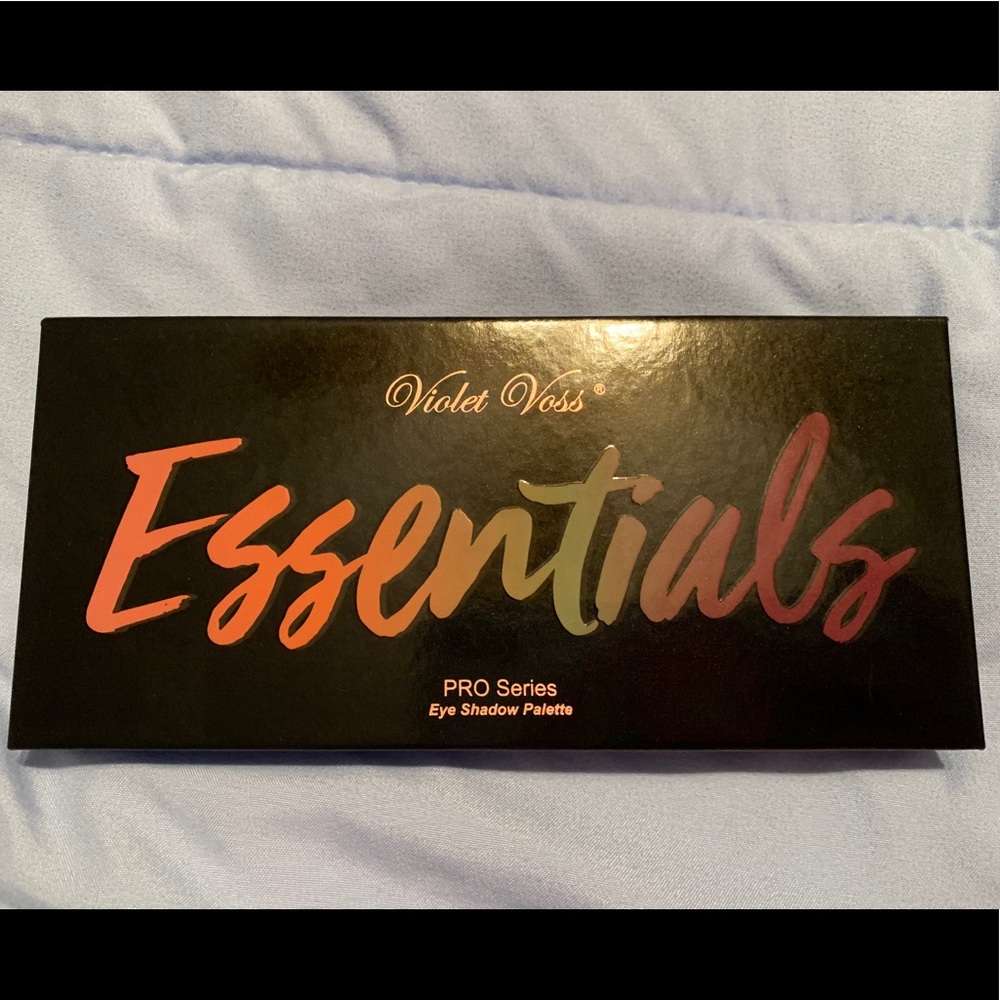 Violet Voss®
Essentials
PRO Series
Eye Shadow Palette